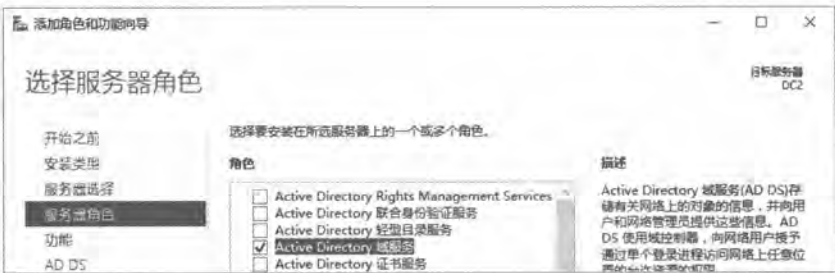 添加角色和功能向导
选择服务器角色
目标服务器
DC2
开始之前
安装类型
服务器选择
服务器角色
功能
AD DS
选择要安装在所选服务器上的一个或多个角色。
角色
Active Directory Rights Management Services
Active Directory 联合身份验证服务
Active Directory 轻型目录服务
Active Directory 域服务
Active Directory 证书服务
描述
Active Directory 域服务(AD DS)存
储有关网络上的对象的信息，并向用
户和网络管理员提供这些信息。AD
DS 使用域控制器，向网络用户授予
通过单个登录进程访问网络上任意位